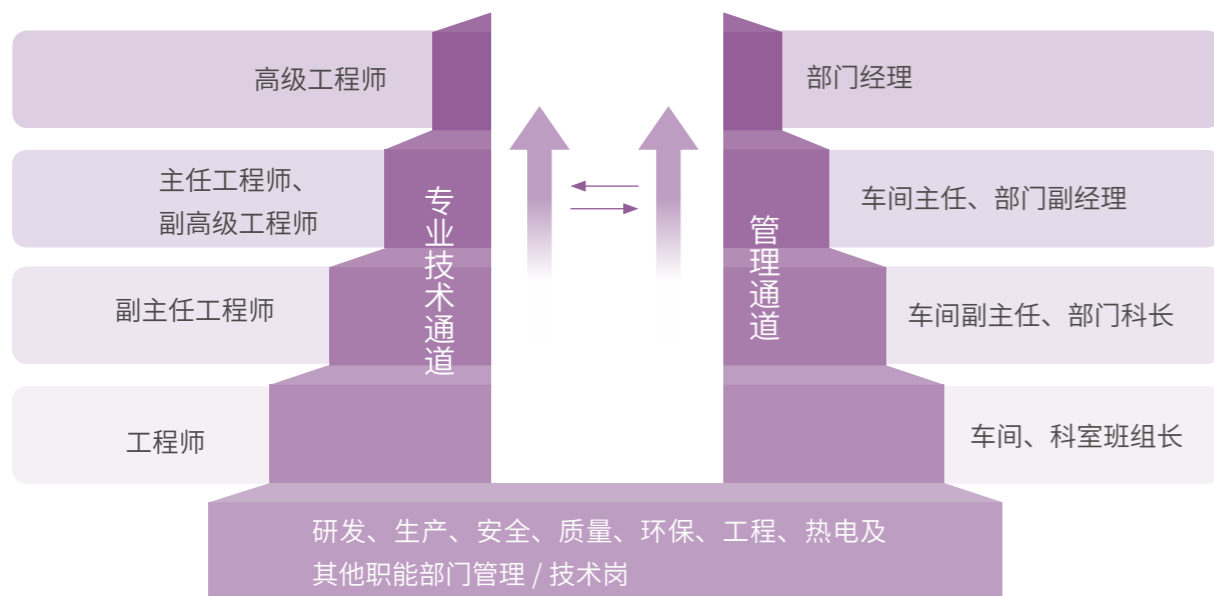 高级工程师
部门经理
主任工程师、
副高级工程师
车间主任、部门副经理
专业技术通道
管理通道
副主任工程师
车间副主任、部门科长
工程师
车间、科室班组长
研发、生产、安全、质量、环保、工程、热电及
其他职能部门管理 / 技术岗